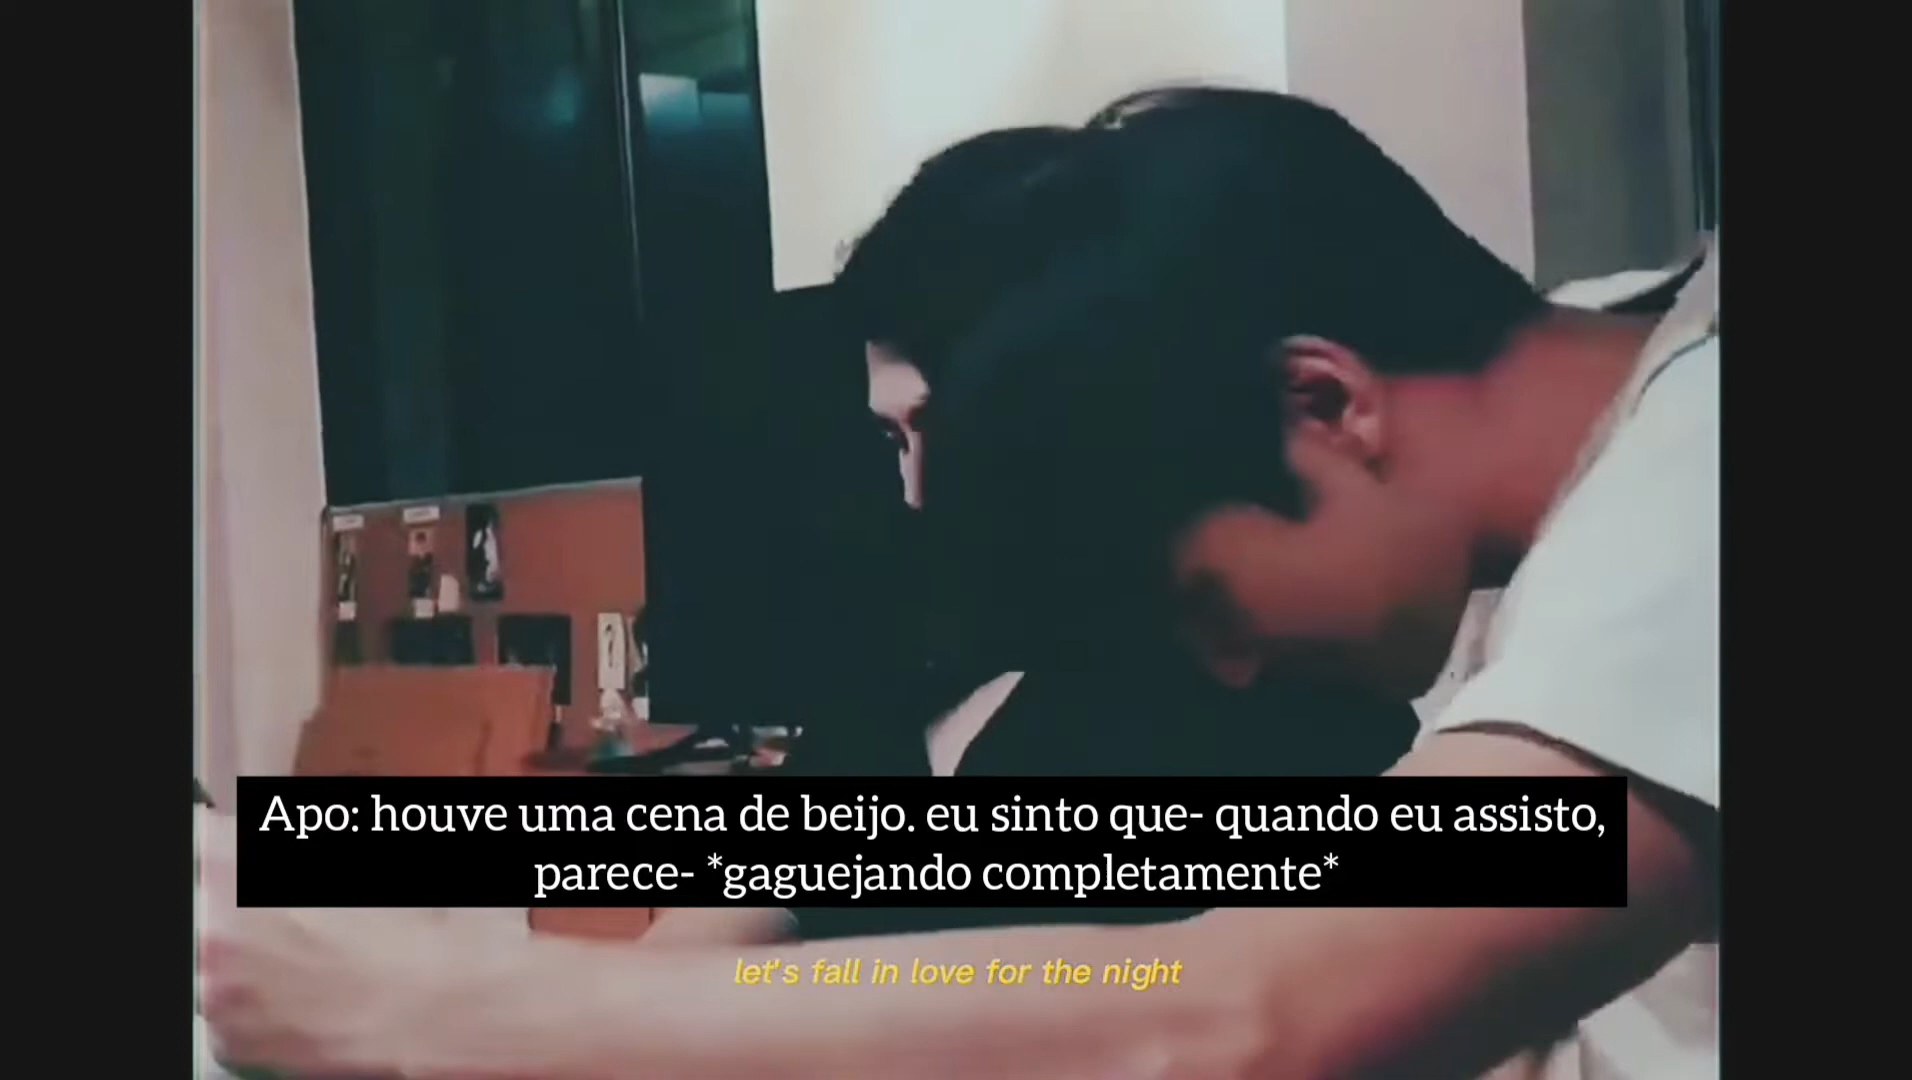 Apo: houve uma cena de beijo. eu sinto que- quando eu assisto,
parece- *gaguejando completamente*
let's fall in love for the night